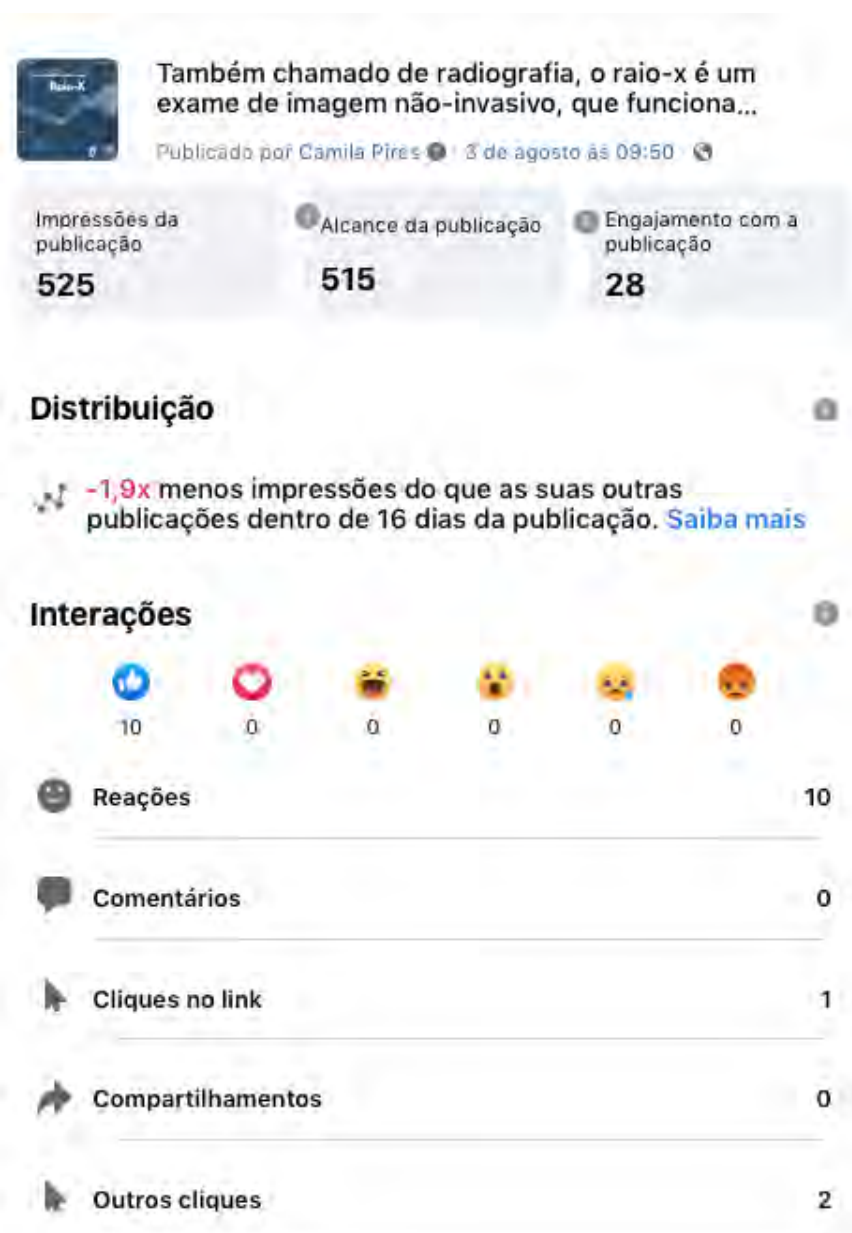 Raio-X
Também chamado de radiografia, o raio-x é um
exame de imagem não-invasivo, que funciona...
Publicado por Camila Pires · 3 de agosto às 09:50
Impressões da
publicação
525
Alcance da publicação
515
Engajamento com a
publicação
28
Distribuição
-1,9x menos impressões do que as suas outras
publicações dentro de 16 dias da publicação. Saiba mais
Interações
10 0 0 0 0 0
Reações 10
Comentários 0
Cliques no link 1
Compartilhamentos 0
Outros cliques 2